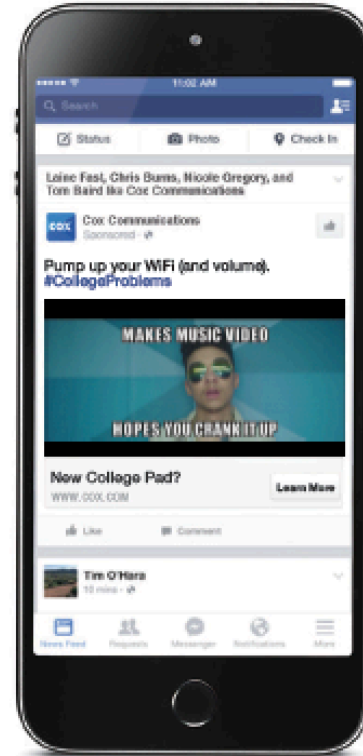 11:02 AM
Search
Status Photo Check In
Laine Fast, Chris Burns, Nicole Gregory, and
Tom Baird like Cox Communications
COX
Cox Communications
Sponsored ·
Pump up your WiFi (and volume).
#CollegeProblems
MAKES MUSIC VIDEO
HOPES YOU CRANK IT UP
New College Pad?
WWW.COX.COM
Learn More
Like Comment
Tim O'Hara
10 mins ·
News Feed Requests Messenger Notifications More